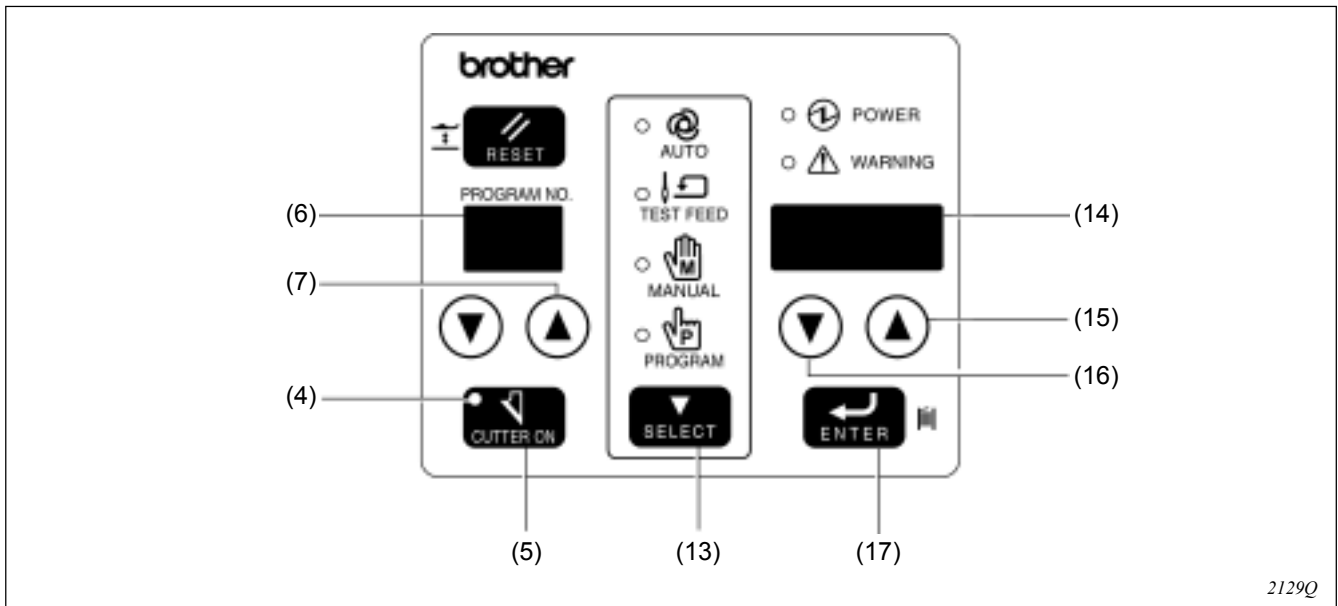 brother
RESET
PROGRAM NO.
(6)
(7)
(4)
CUTTER ON
(5)
AUTO
TEST FEED
M
MANUAL
P
PROGRAM
SELECT
(13)
POWER
WARNING
(14)
(15)
(16)
ENTER
(17)
2129Q